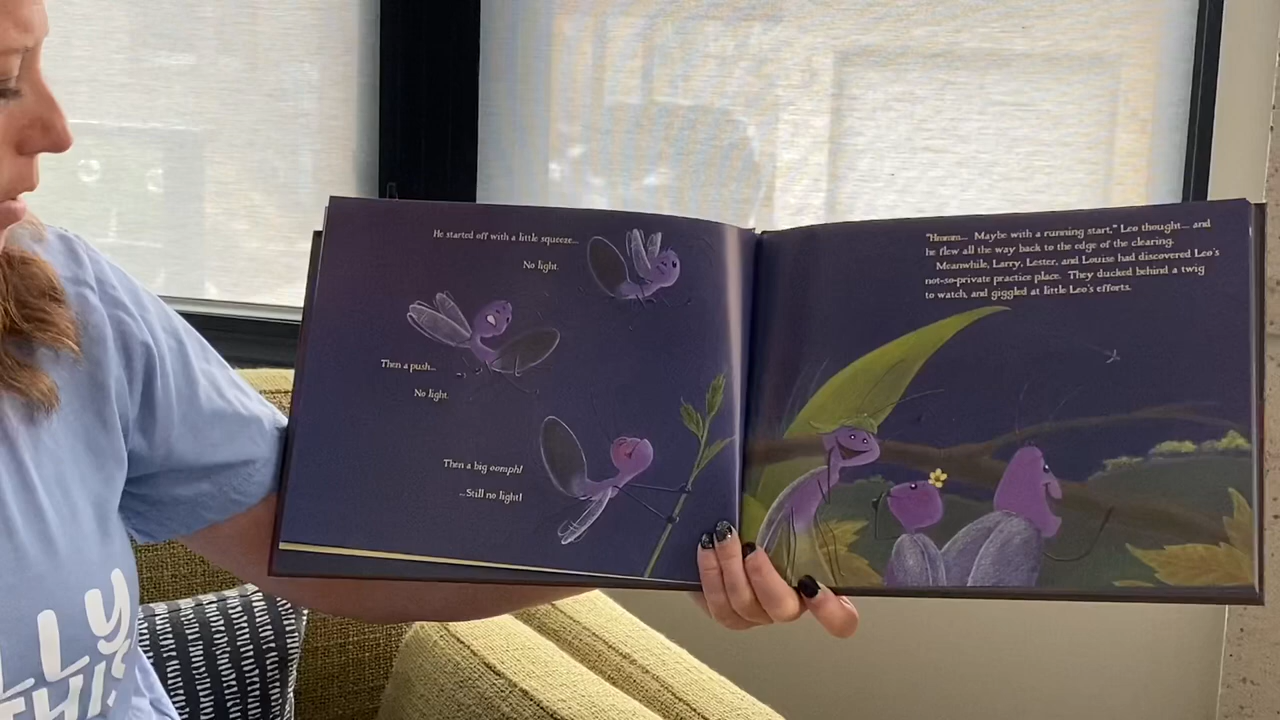 He started off with a little squeeze...
No light.
Then a push...
No light.
Then a big oomph!
...Still no light!
"Hmmm... Maybe with a running start," Leo thought... and
he flew all the way back to the edge of the clearing.
Meanwhile, Larry, Lester, and Louise had discovered Leo's
not-so-private practice place. They ducked behind a twig
to watch, and giggled at little Leo's efforts.